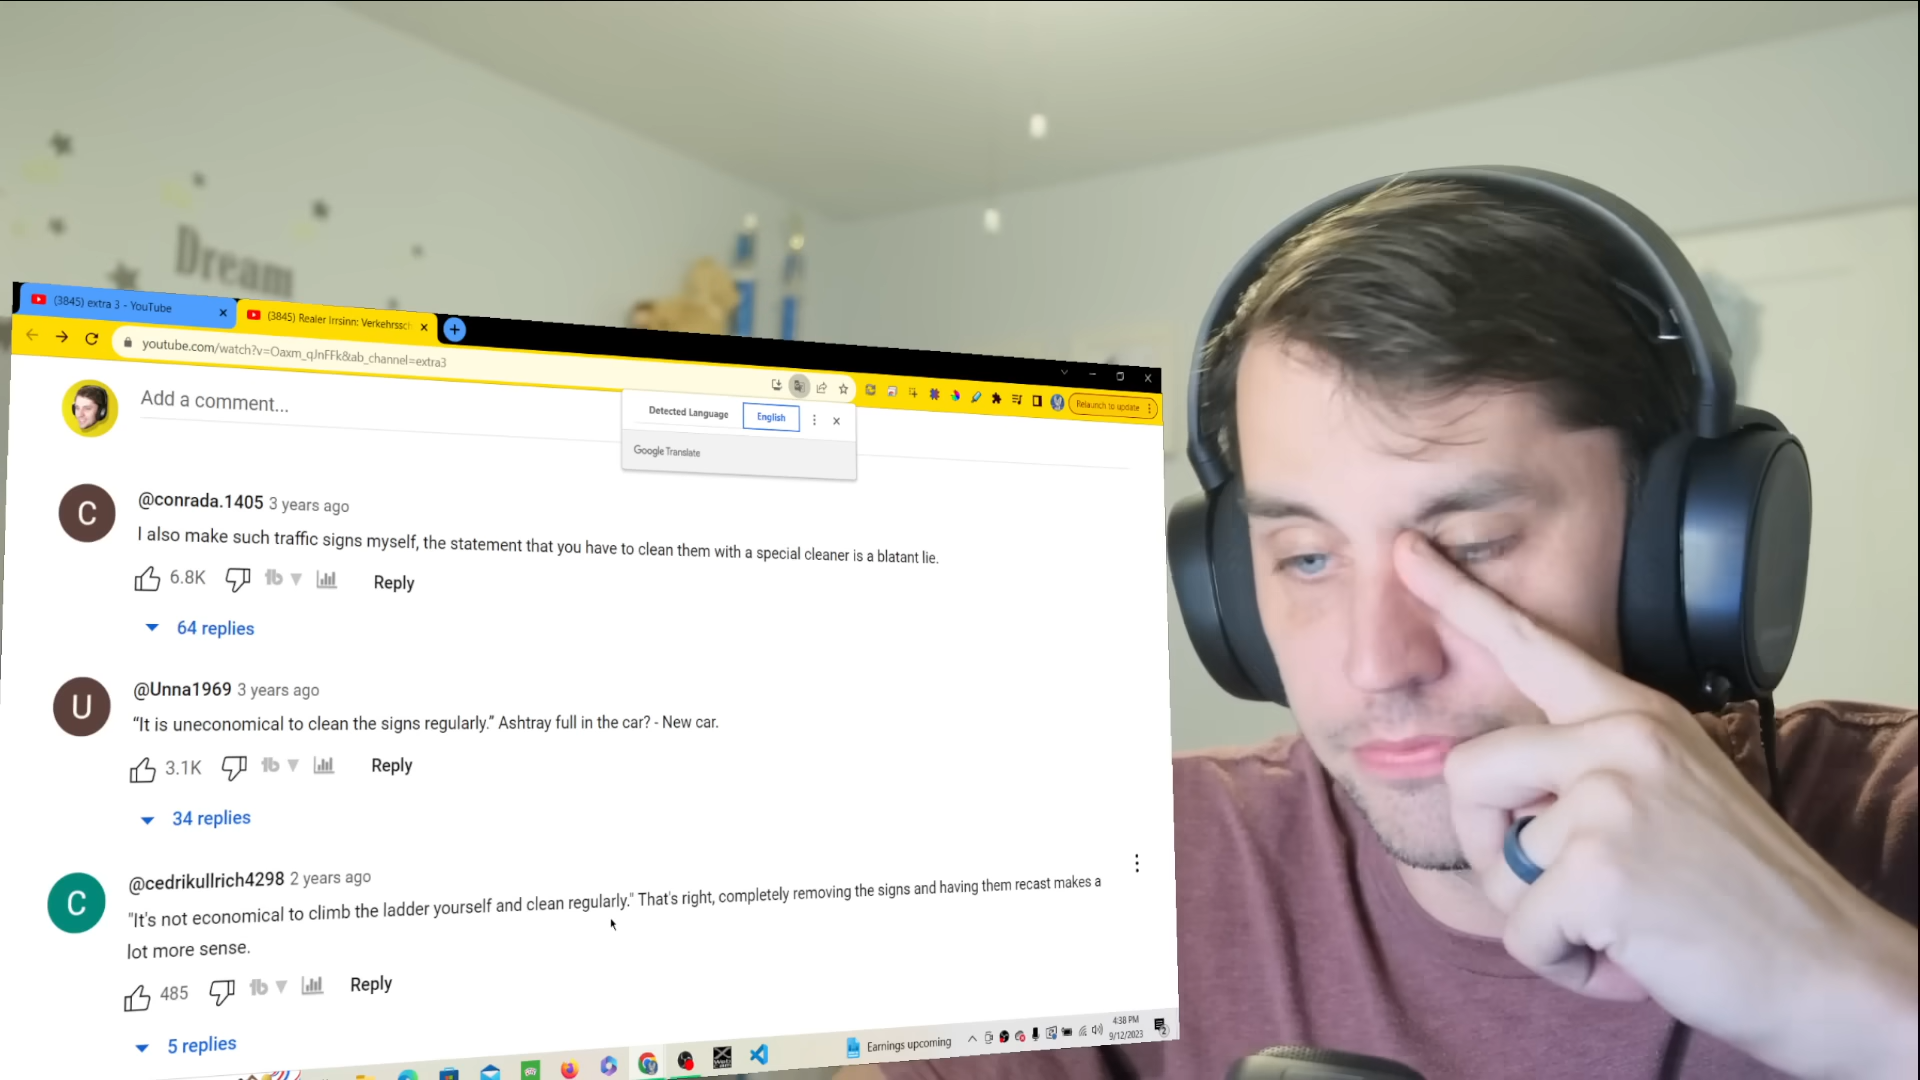 Dream
(3845) extra 3 - YouTube
(3845) Realer Irrsinn: Verkehrssc
youtube.com/watch?v=Oaxm_qJnFFk&ab_channel=extra3
Relaunch to update
Add a comment...
Detected Language English
Google Translate
C
@conrada.1405 3 years ago
I also make such traffic signs myself, the statement that you have to clean them with a special cleaner is a blatant lie.
6.8K Reply
64 replies
U
@Unna1969 3 years ago
“It is uneconomical to clean the signs regularly.” Ashtray full in the car? - New car.
3.1K Reply
34 replies
C
@cedrikullrich4298 2 years ago
"It's not economical to climb the ladder yourself and clean regularly." That's right, completely removing the signs and having them recast makes a
lot more sense.
485 Reply
5 replies
Earnings upcoming
4:38 PM
9/12/2023
2